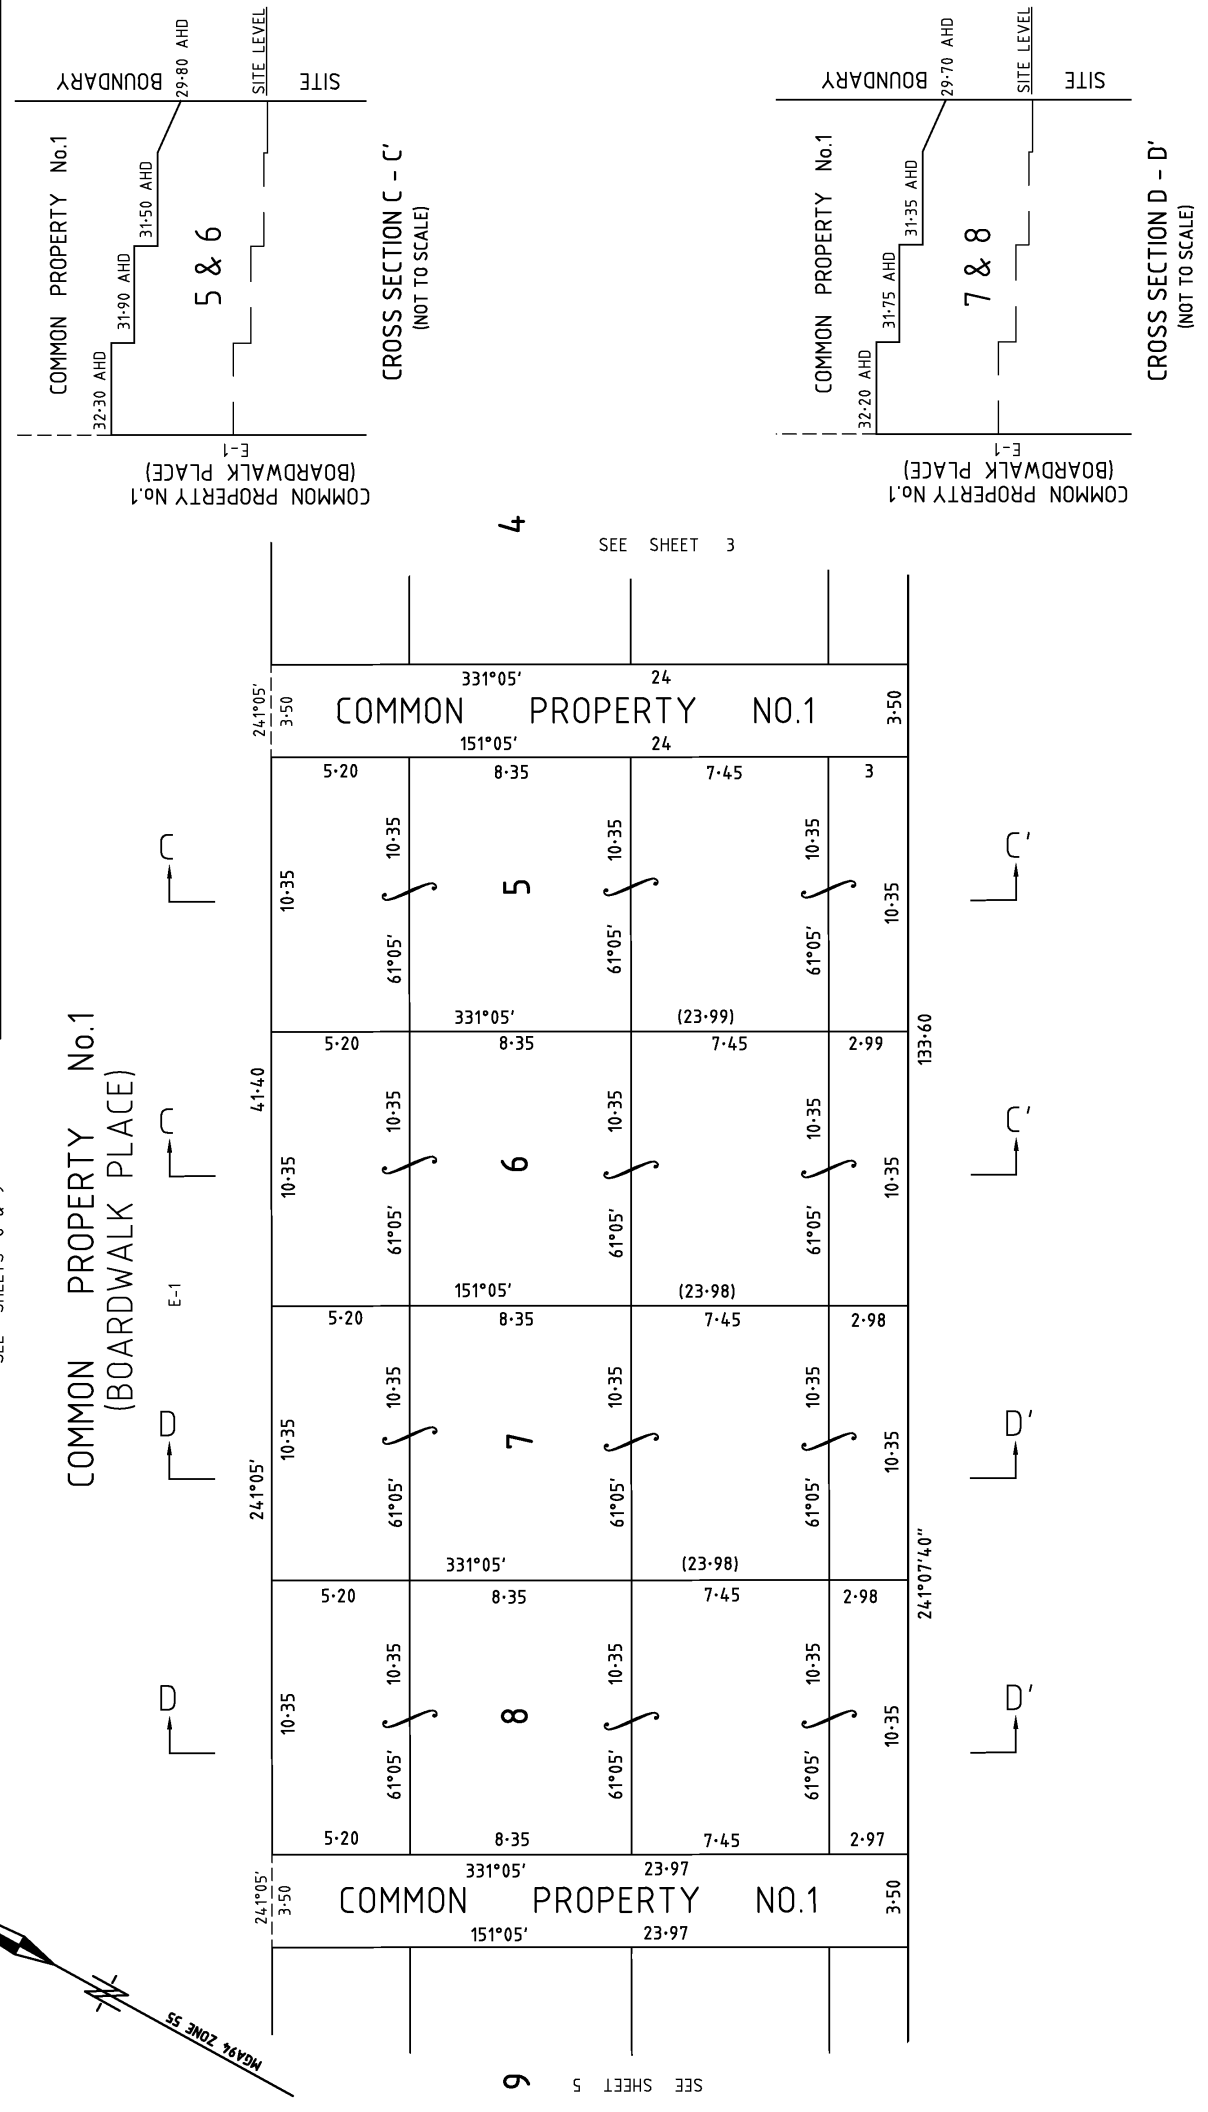 SITE
BOUNDARY
COMMON PROPERTY No.1
29·80 AHD
SITE LEVEL
31·50 AHD
31·90 AHD
32·30 AHD
5 & 6
E-1
COMMON PROPERTY No.1
(BOARDWALK PLACE)
CROSS SECTION C - C'
(NOT TO SCALE)
SITE
BOUNDARY
COMMON PROPERTY No.1
29·70 AHD
SITE LEVEL
31·35 AHD
31·75 AHD
32·20 AHD
7 & 8
E-1
COMMON PROPERTY No.1
(BOARDWALK PLACE)
CROSS SECTION D - D'
(NOT TO SCALE)
4
SEE SHEET 3
COMMON PROPERTY No.1
(BOARDWALK PLACE)
E-1
241°05'
3·50
331°05' 24
COMMON PROPERTY NO.1
3·50
151°05' 24
5·20 8·35 7·45 3
C
10·35 10·35 10·35 10·35 10·35
5
61°05' 61°05' 61°05'
C'
331°05' (23·99)
5·20 8·35 7·45 2·99
41·40
133·60
C
10·35 10·35 10·35 10·35 10·35
6
61°05' 61°05' 61°05'
C'
151°05' (23·98)
5·20 8·35 7·45 2·98
D
10·35 10·35 10·35 10·35 10·35
7
61°05' 61°05' 61°05'
D'
241°05'
331°05' (23·98)
241°07'40"
5·20 8·35 7·45 2·98
D
10·35 10·35 10·35 10·35 10·35
8
61°05' 61°05' 61°05'
D'
5·20 8·35 7·45 2·97
331°05' 23·97
241°05'
3·50
COMMON PROPERTY NO.1
3·50
151°05' 23·97
MGA94 ZONE 55
9
SEE SHEET 5